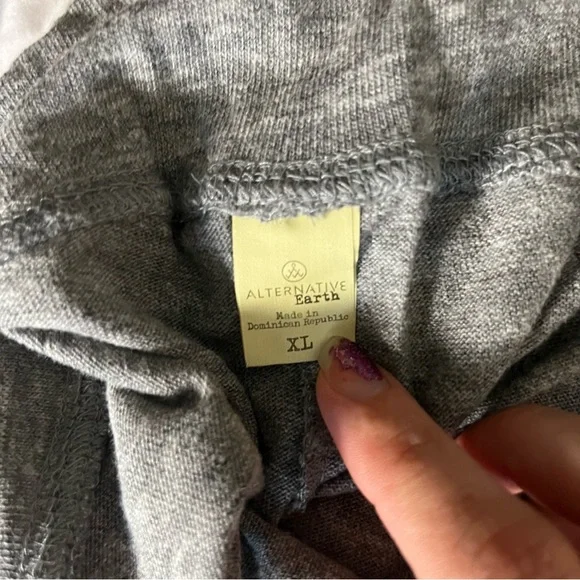 ALTERNATIVE
Earth
Made in
Dominican Republic
XL